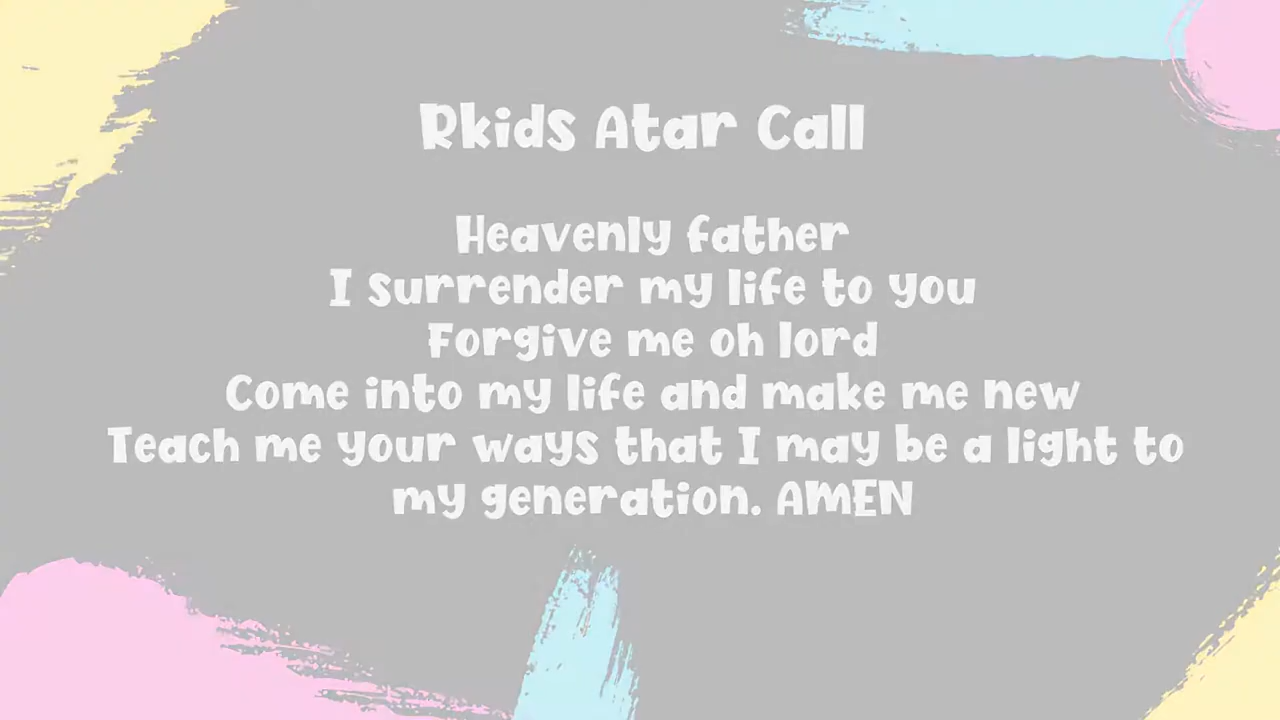 Rkids Atar Call
Heavenly father
I surrender my life to you
Forgive me oh lord
Come into my life and make me new
Teach me your ways that I may be a light to
my generation. AMEN